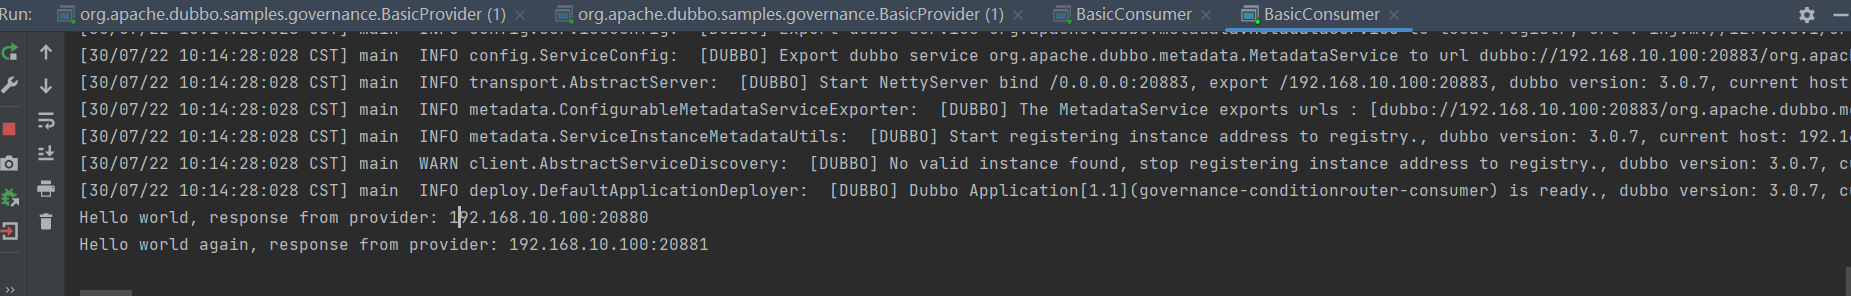 Run: org.apache.dubbo.samples.governance.BasicProvider (1) × org.apache.dubbo.samples.governance.BasicProvider (1) × BasicConsumer × BasicConsumer ×
[30/07/22 10:14:28:028 CST] main INFO config.ServiceConfig: [DUBBO] Export dubbo service org.apache.dubbo.metadata.MetadataService to url dubbo://192.168.10.100:20883/org.apac
[30/07/22 10:14:28:028 CST] main INFO transport.AbstractServer: [DUBBO] Start NettyServer bind /0.0.0.0:20883, export /192.168.10.100:20883, dubbo version: 3.0.7, current host
[30/07/22 10:14:28:028 CST] main INFO metadata.ConfigurableMetadataServiceExporter: [DUBBO] The MetadataService exports urls : [dubbo://192.168.10.100:20883/org.apache.dubbo.m
[30/07/22 10:14:28:028 CST] main INFO metadata.ServiceInstanceMetadataUtils: [DUBBO] Start registering instance address to registry., dubbo version: 3.0.7, current host: 192.1
[30/07/22 10:14:28:028 CST] main WARN client.AbstractServiceDiscovery: [DUBBO] No valid instance found, stop registering instance address to registry., dubbo version: 3.0.7, c
[30/07/22 10:14:28:028 CST] main INFO deploy.DefaultApplicationDeployer: [DUBBO] Dubbo Application[1.1](governance-conditionrouter-consumer) is ready., dubbo version: 3.0.7, c
Hello world, response from provider: 192.168.10.100:20880
Hello world again, response from provider: 192.168.10.100:20881